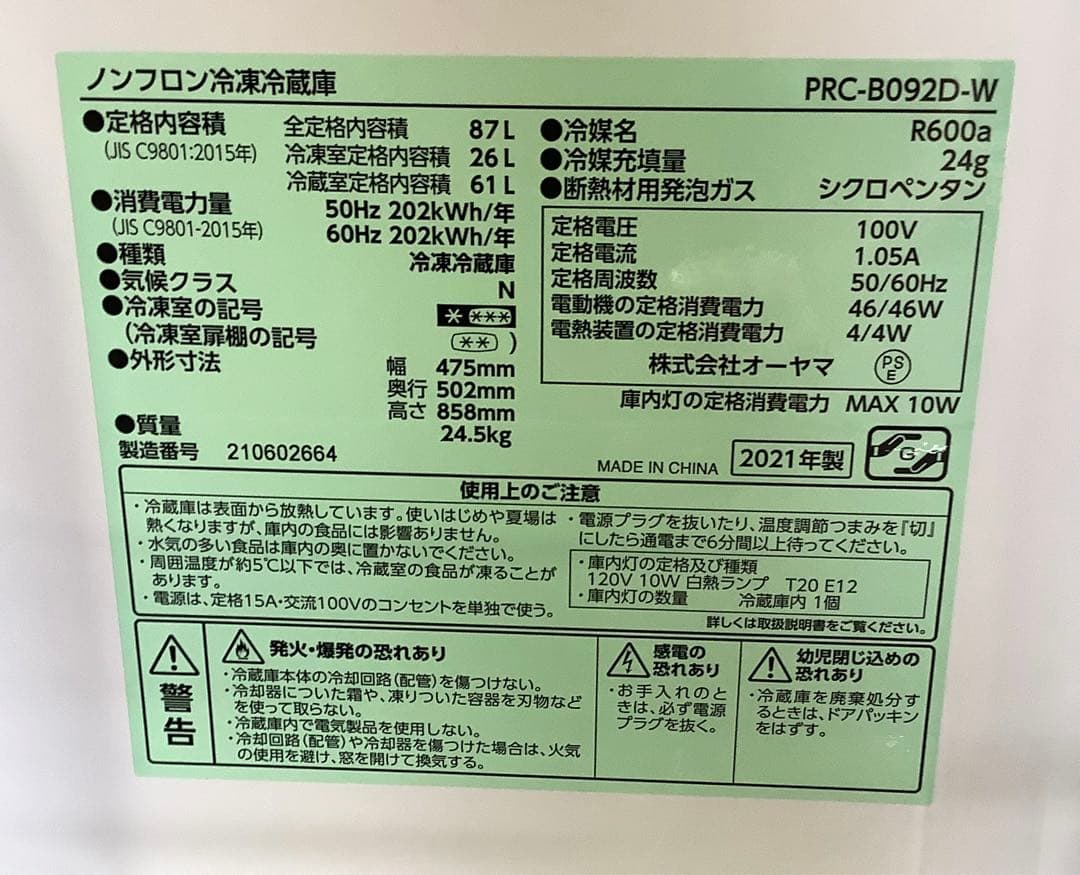 ノンフロン冷凍冷蔵庫 PRC-B092D-W
●定格内容積 全定格内容積 87L
(JIS C9801:2015年) 冷凍室定格内容積 26L
冷蔵室定格内容積 61L
●消費電力量 50Hz 202kWh/年
(JIS C9801-2015年) 60Hz 202kWh/年
●種類 冷凍冷蔵庫
●気候クラス N
●冷凍室の記号 * ***
(冷凍室扉棚の記号 (**) )
●外形寸法 幅 475mm
奥行 502mm
高さ 858mm
●質量 24.5kg
製造番号 210602664
●冷媒名 R600a
●冷媒充填量 24g
●断熱材用発泡ガス シクロペンタン
定格電圧 100V
定格電流 1.05A
定格周波数 50/60Hz
電動機の定格消費電力 46/46W
電熱装置の定格消費電力 4/4W
株式会社オーヤマ PS E
庫内灯の定格消費電力 MAX 10W
MADE IN CHINA 2021年製 G
使用上のご注意
・冷蔵庫は表面から放熱しています。使いはじめや夏場は
熱くなりますが、庫内の食品には影響ありません。
・水気の多い食品は庫内の奥に置かないでください。
・周囲温度が約5℃以下では、冷蔵室の食品が凍ることが
あります。
・電源は、定格15A・交流100Vのコンセントを単独で使う。
・電源プラグを抜いたり、温度調節つまみを『切』
にしたら通電まで6分間以上待ってください。
・庫内灯の定格及び種類
120V 10W 白熱ランプ T20 E12
・庫内灯の数量 冷蔵庫内 1個
詳しくは取扱説明書をご覧ください。
警告
発火・爆発の恐れあり
・冷蔵庫本体の冷却回路(配管)を傷つけない。
・冷却器についた霜や、凍りついた容器を刃物など
を使って取らない。
・冷蔵庫内で電気製品を使用しない。
・冷却回路(配管)や冷却器を傷つけた場合は、火気
の使用を避け、窓を開けて換気する。
感電の
恐れあり
・お手入れのと
きは、必ず電源
プラグを抜く。
幼児閉じ込めの
恐れあり
・冷蔵庫を廃棄処分す
るときは、ドアパッキン
をはずす。